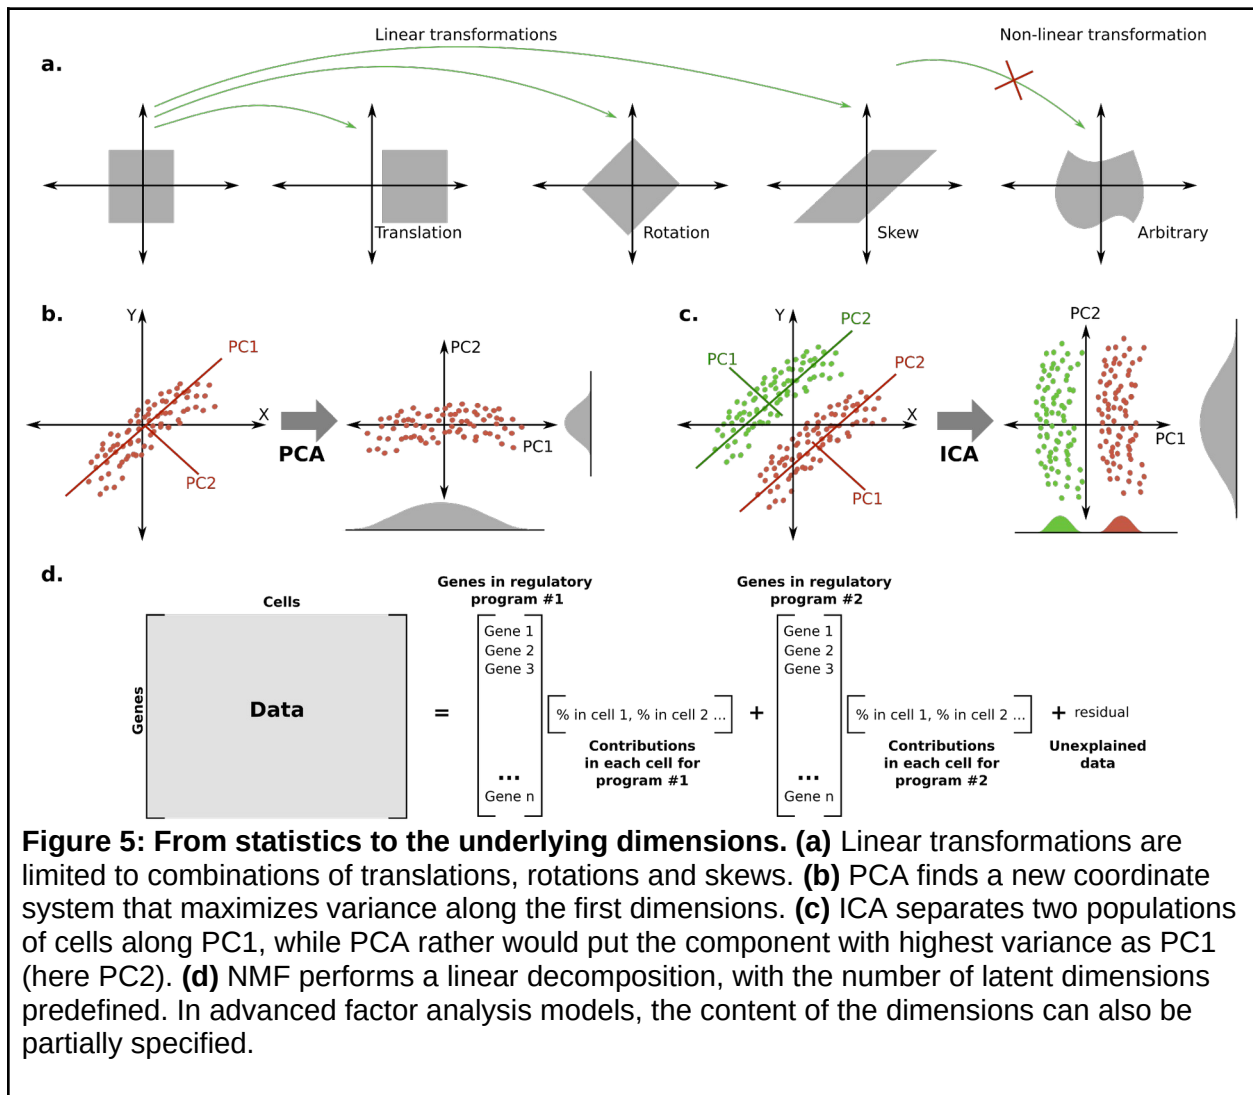 Linear transformations
Non-linear transformation
a.
Translation
Rotation
Skew
Arbitrary
b.
Y
PC1
X
PC2
PCA
PC2
PC1
c.
Y
PC2
PC1
PC2
X
PC1
ICA
PC2
PC1
d.
Cells
Genes
Data
=
Genes in regulatory
program #1
Gene 1
Gene 2
Gene 3
...
Gene n
% in cell 1, % in cell 2 ...
Contributions
in each cell for
program #1
+
Genes in regulatory
program #2
Gene 1
Gene 2
Gene 3
...
Gene n
% in cell 1, % in cell 2 ...
Contributions
in each cell for
program #2
+ residual
Unexplained
data
Figure 5: From statistics to the underlying dimensions. (a) Linear transformations are
limited to combinations of translations, rotations and skews. (b) PCA finds a new coordinate
system that maximizes variance along the first dimensions. (c) ICA separates two populations
of cells along PC1, while PCA rather would put the component with highest variance as PC1
(here PC2). (d) NMF performs a linear decomposition, with the number of latent dimensions
predefined. In advanced factor analysis models, the content of the dimensions can also be
partially specified.